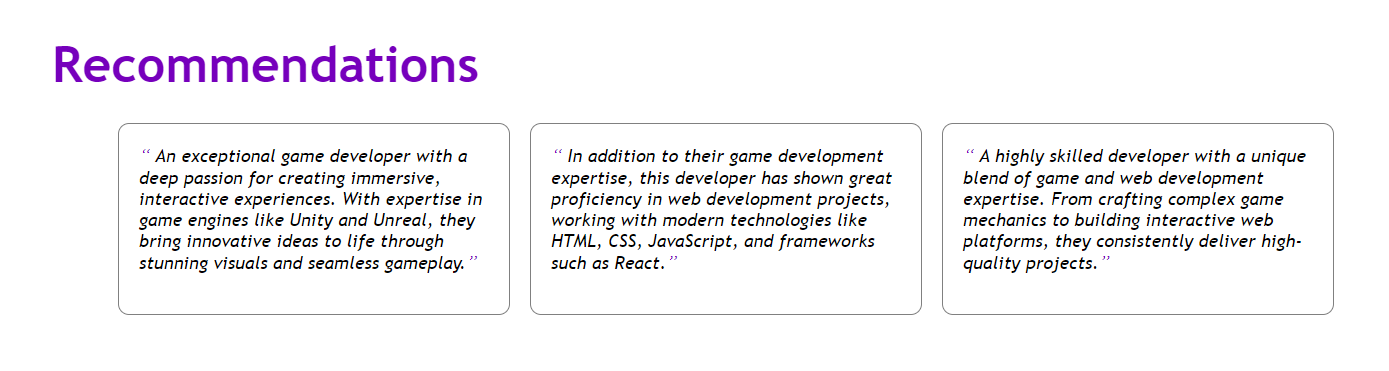 Recommendations
“ An exceptional game developer with a
deep passion for creating immersive,
interactive experiences. With expertise in
game engines like Unity and Unreal, they
bring innovative ideas to life through
stunning visuals and seamless gameplay. ”
“ In addition to their game development
expertise, this developer has shown great
proficiency in web development projects,
working with modern technologies like
HTML, CSS, JavaScript, and frameworks
such as React. ”
“ A highly skilled developer with a unique
blend of game and web development
expertise. From crafting complex game
mechanics to building interactive web
platforms, they consistently deliver high-
quality projects. ”